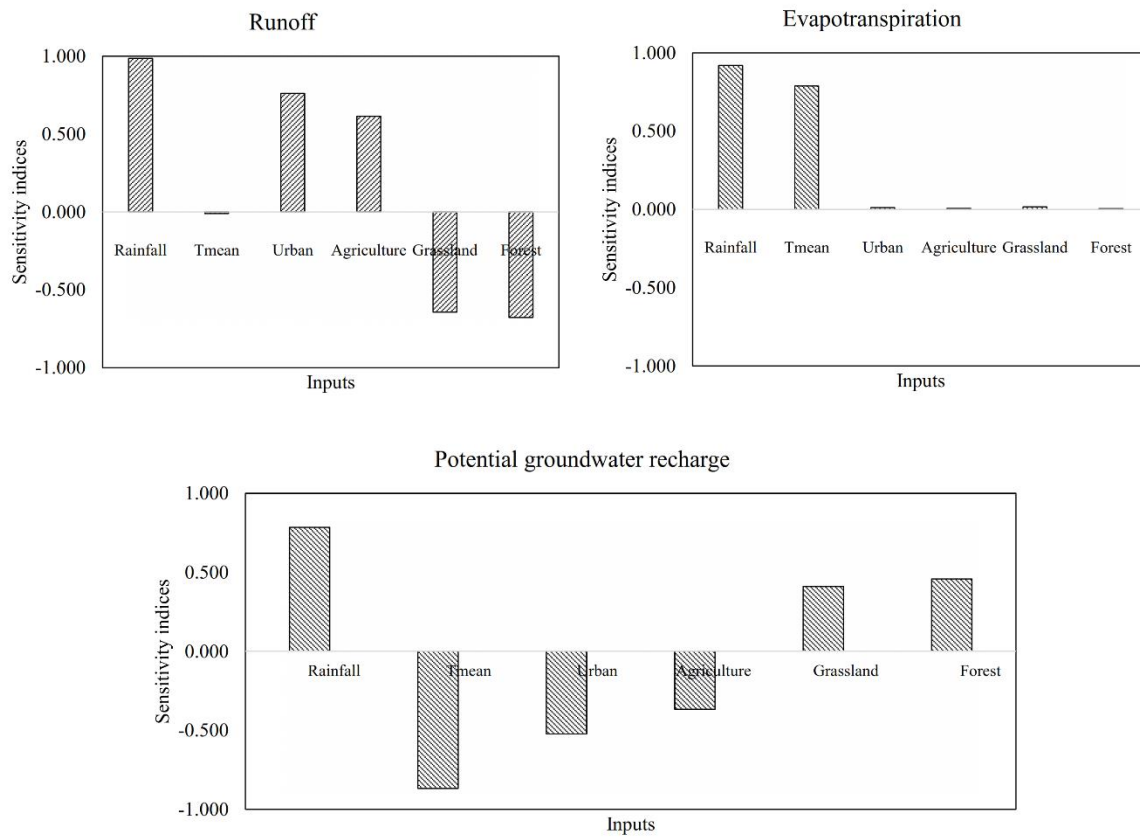 Runoff
1.000
0.500
0.000
-0.500
-1.000
Sensitivity indices
Rainfall Tmean Urban Agriculture Grassland Forest
Inputs
Evapotranspiration
1.000
0.500
0.000
-0.500
-1.000
Sensitivity indices
Rainfall Tmean Urban Agriculture Grassland Forest
Inputs
Potential groundwater recharge
1.000
0.500
0.000
-0.500
-1.000
Sensitivity indices
Rainfall Tmean Urban Agriculture Grassland Forest
Inputs